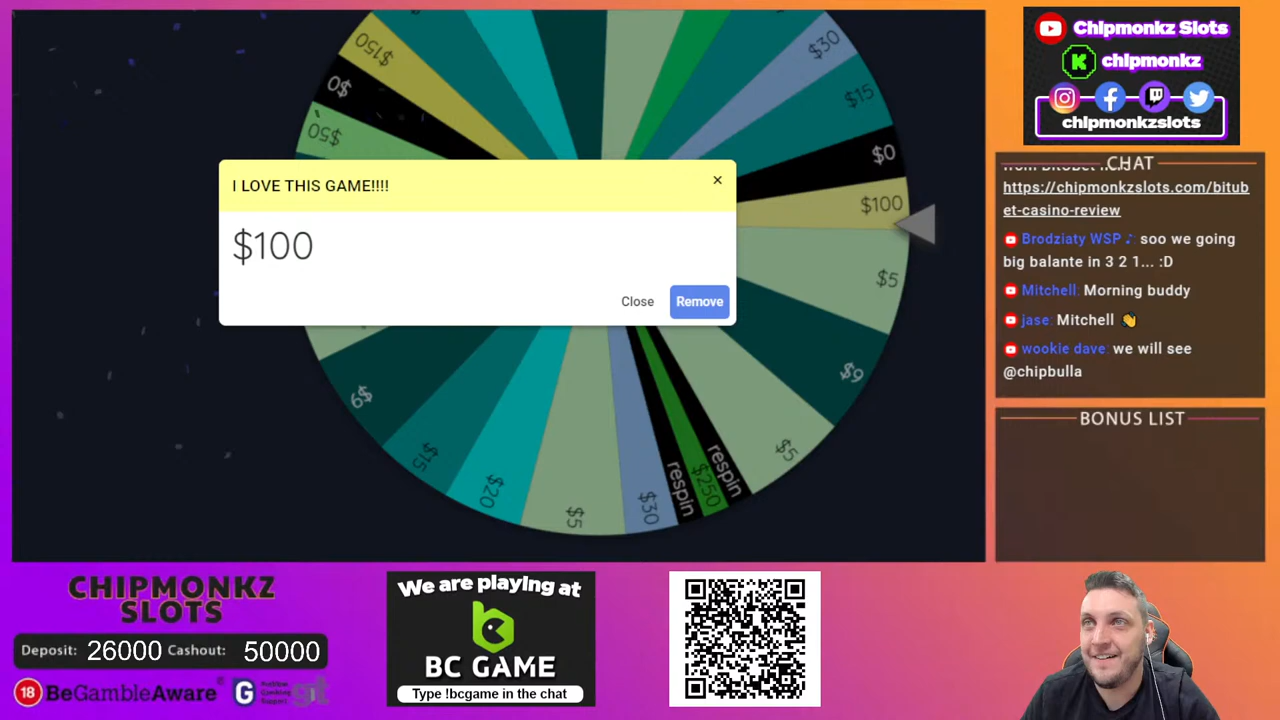 $150
$0
$50
$30
$15
$0
$100
$5
$9
$5
respin
$250
respin
$30
$5
$20
$15
$9
I LOVE THIS GAME!!!!
×
$100
Close
Remove
Chipmonkz Slots
K
chipmonkz
chipmonkzslots
CHAT
https://chipmonkzslots.com/bitub
et-casino-review
Brodziaty WSP♪ soo we going
big balante in 3 2 1... :D
Mitchell: Morning buddy
jase: Mitchell 👋
wookie dave: we will see
@chipbulla
BONUS LIST
CHIPMONKZ
SLOTS
Deposit: 26000 Cashout: 50000
18 BeGambleAware
We are playing at
BC GAME
Type !bcgame in the chat